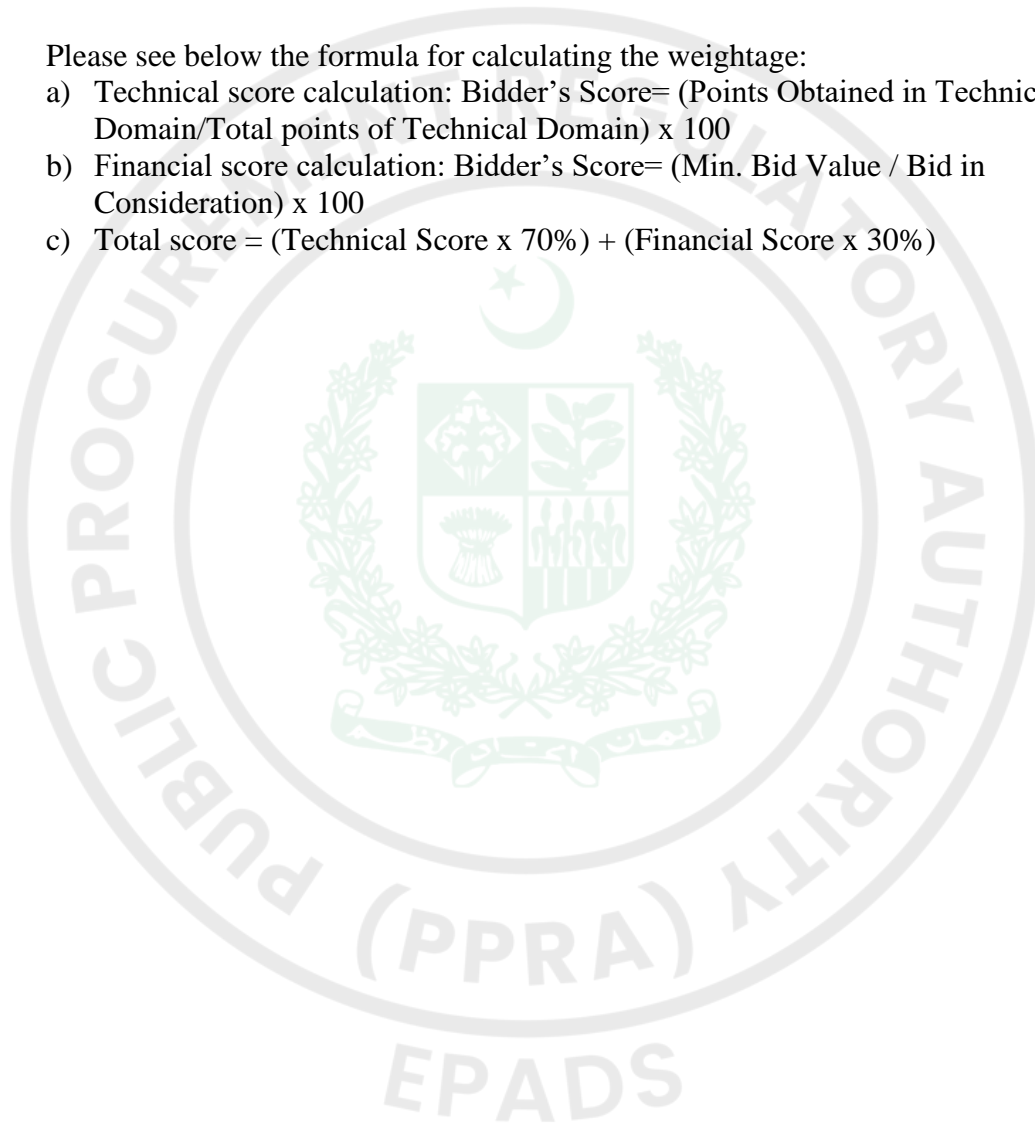 Please see below the formula for calculating the weightage:
a) Technical score calculation: Bidder’s Score= (Points Obtained in Technic
Domain/Total points of Technical Domain) x 100
b) Financial score calculation: Bidder’s Score= (Min. Bid Value / Bid in
Consideration) x 100
c) Total score = (Technical Score x 70%) + (Financial Score x 30%)
PUBLIC PROCUREMENT REGULATORY AUTHORITY
(PPRA)
EPADS